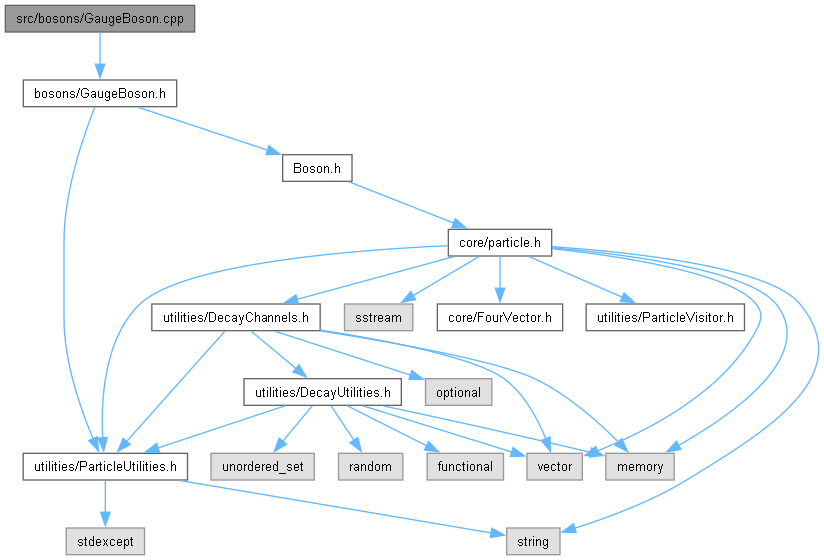 src/bosons/GaugeBoson.cpp
bosons/GaugeBoson.h
Boson.h
core/particle.h
utilities/DecayChannels.h
sstream
core/FourVector.h
utilities/ParticleVisitor.h
utilities/DecayUtilities.h
optional
utilities/ParticleUtilities.h
unordered_set
random
functional
vector
memory
stdexcept
string